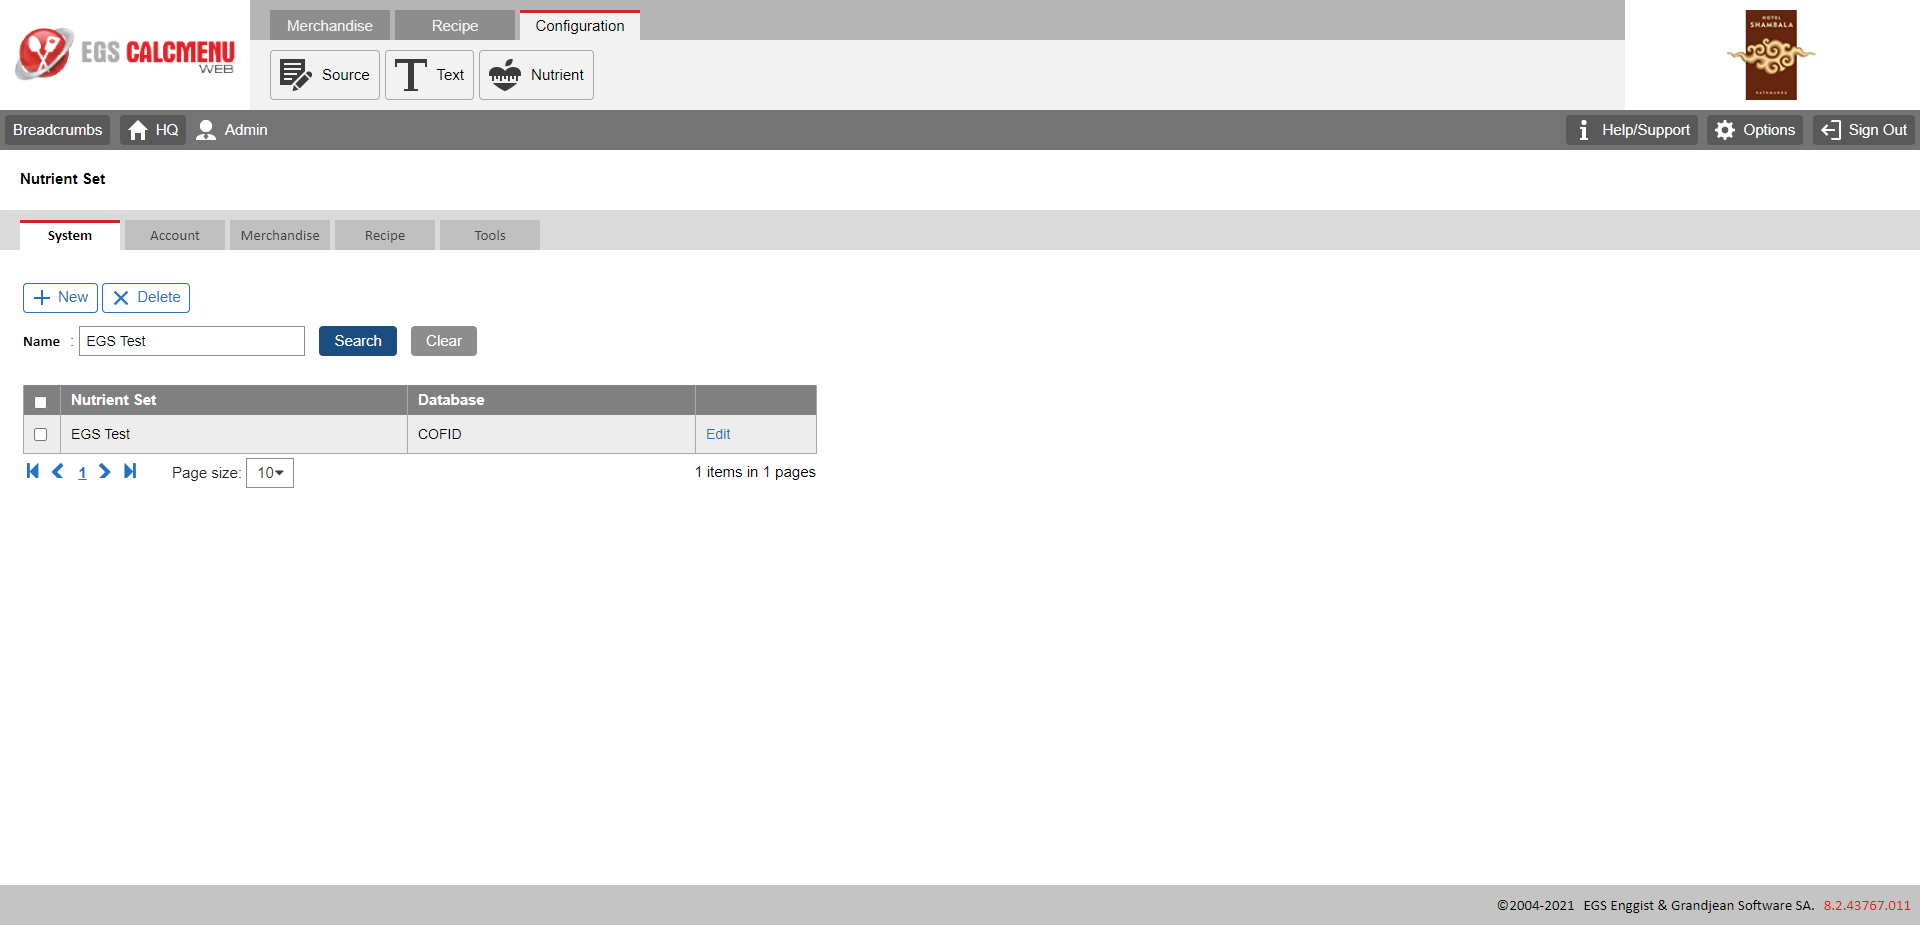 EGS CALCMENU
WEB
Merchandise
Recipe
Configuration
Source
Text
Nutrient
HOTEL
SHAMBALA
KATHMANDU
Breadcrumbs
HQ
Admin
Help/Support
Options
Sign Out
Nutrient Set
System
Account
Merchandise
Recipe
Tools
New
Delete
Name : EGS Test
Search
Clear
Nutrient Set Database
EGS Test COFID Edit
1 Page size: 10 1 items in 1 pages
©2004-2021 EGS Enggist & Grandjean Software SA. 8.2.43767.011